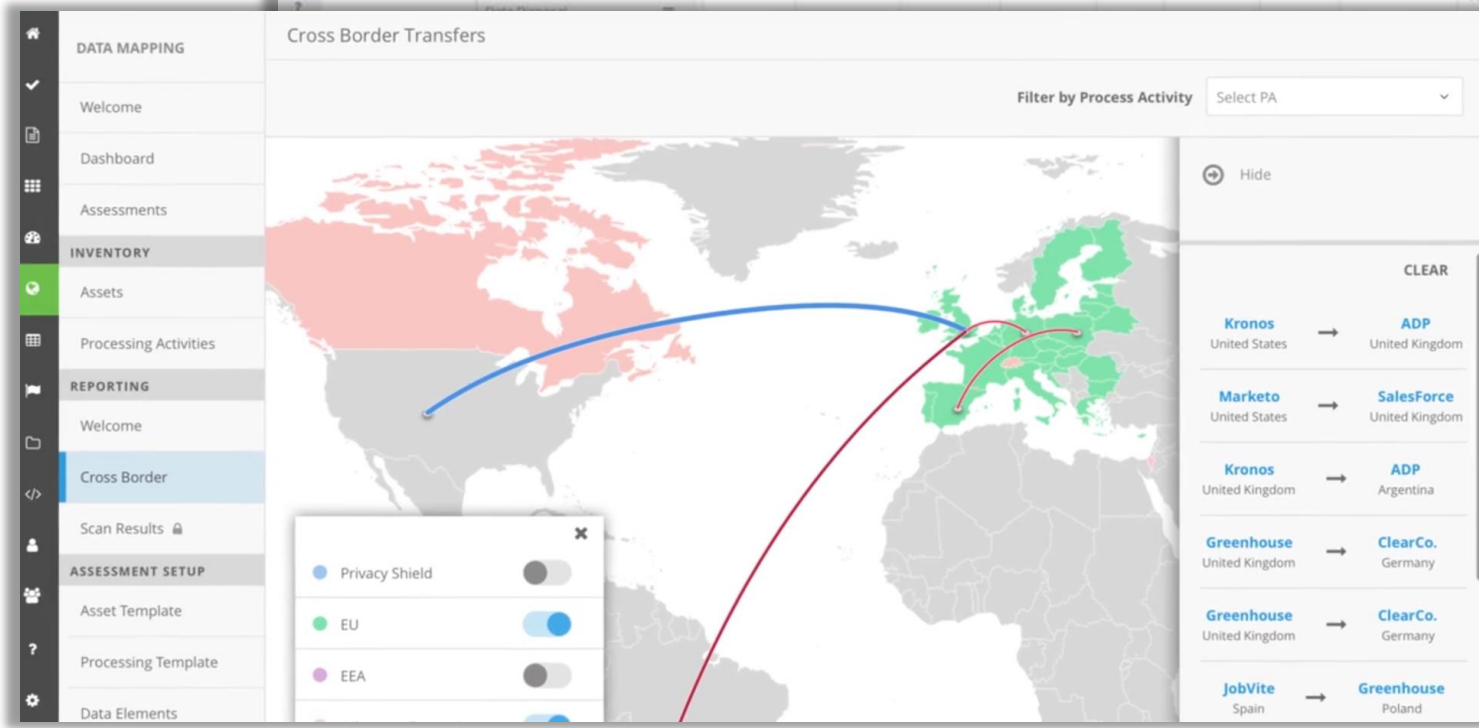 Cross Border Transfers
DATA MAPPING
Filter by Process Activity
Select PA
Welcome
Dashboard
Assessments
INVENTORY
Assets
Processing Activities
REPORTING
Welcome
Cross Border
Scan Results
ASSESSMENT SETUP
Asset Template
Processing Template
Data Elements
Privacy Shield
EU
EEA
Hide
CLEAR
Kronos → ADP
United States United Kingdom
Marketo → SalesForce
United States United Kingdom
Kronos → ADP
United Kingdom Argentina
Greenhouse → ClearCo.
United Kingdom Germany
Greenhouse → ClearCo.
United Kingdom Germany
JobVite → Greenhouse
Spain Poland